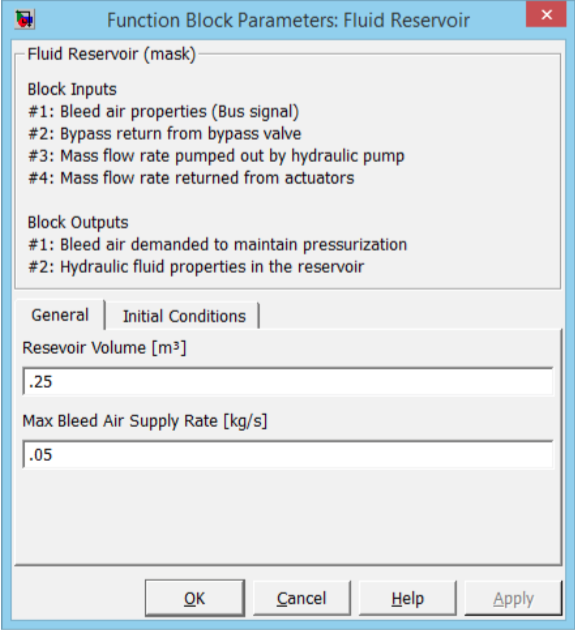 Function Block Parameters: Fluid Reservoir
Fluid Reservoir (mask)
Block Inputs
#1: Bleed air properties (Bus signal)
#2: Bypass return from bypass valve
#3: Mass flow rate pumped out by hydraulic pump
#4: Mass flow rate returned from actuators
Block Outputs
#1: Bleed air demanded to maintain pressurization
#2: Hydraulic fluid properties in the reservoir
General
Initial Conditions
Resevoir Volume [m³]
.25
Max Bleed Air Supply Rate [kg/s]
.05
OK
Cancel
Help
Apply